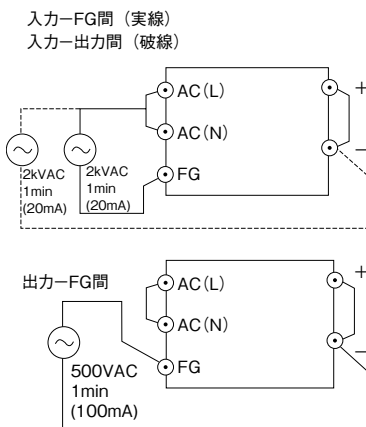 入力－FG間（実線）
入力－出力間（破線）
AC(L)
AC(N)
FG
+
−
2kVAC
1min
(20mA)
2kVAC
1min
(20mA)
出力－FG間
AC(L)
AC(N)
FG
+
−
500VAC
1min
(100mA)